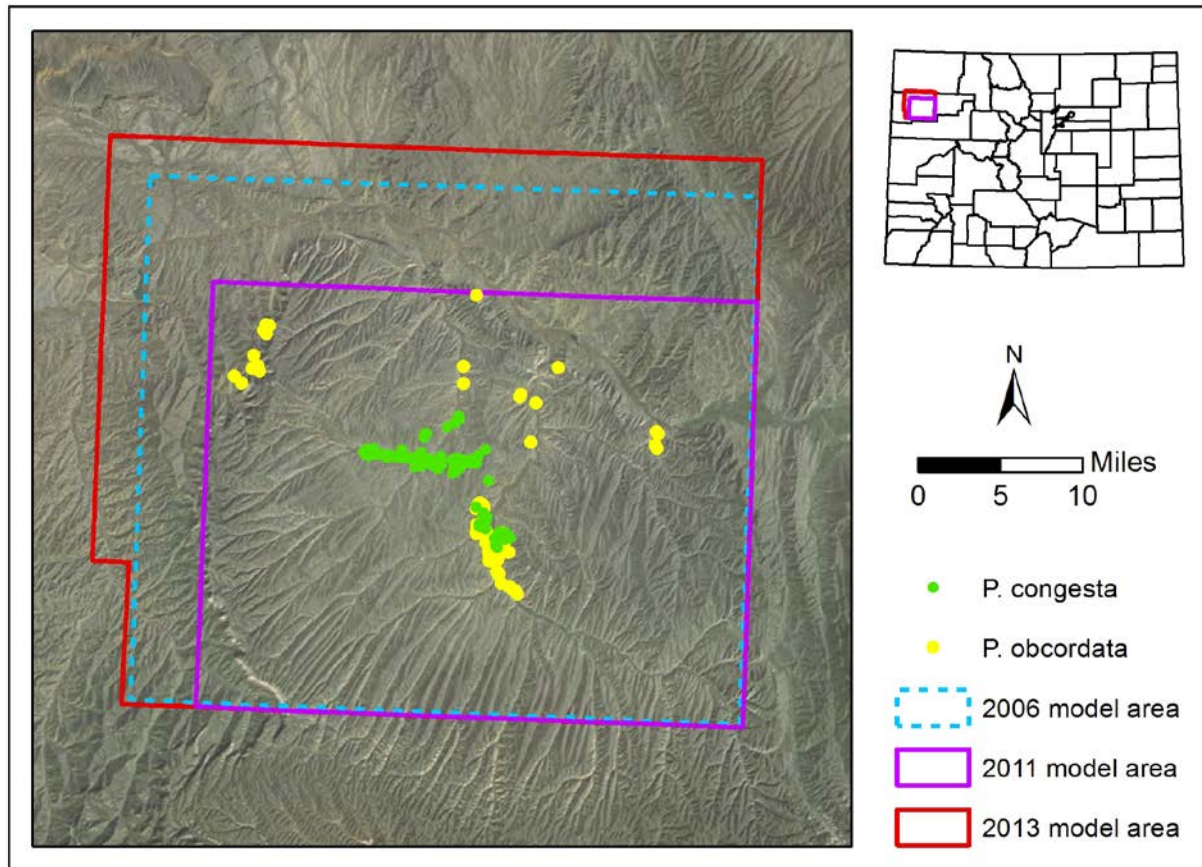 N
Miles
0 5 10
P. congesta
P. obcordata
2006 model area
2011 model area
2013 model area